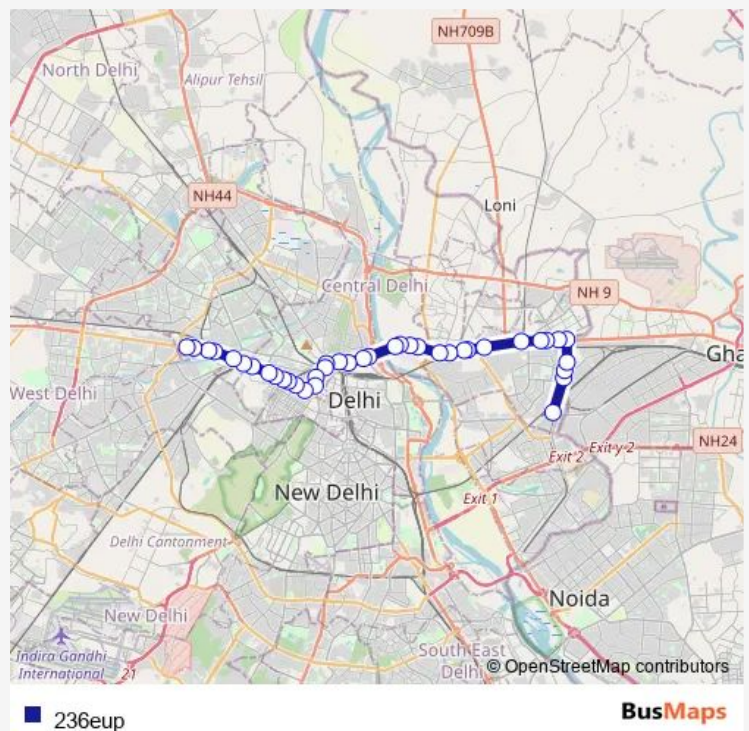 NH709B
North Delhi
Alipur Tehsil
NH44
Loni
Central Delhi
NH 9
Gha
West Delhi
Delhi
Exit 2
Exit y 2
NH24
New Delhi
Exit 1
Delhi Cantonment
Noida
New Delhi
Indira Gandhi
International
21
South East
Delhi
© OpenStreetMap contributors
236eup
BusMaps